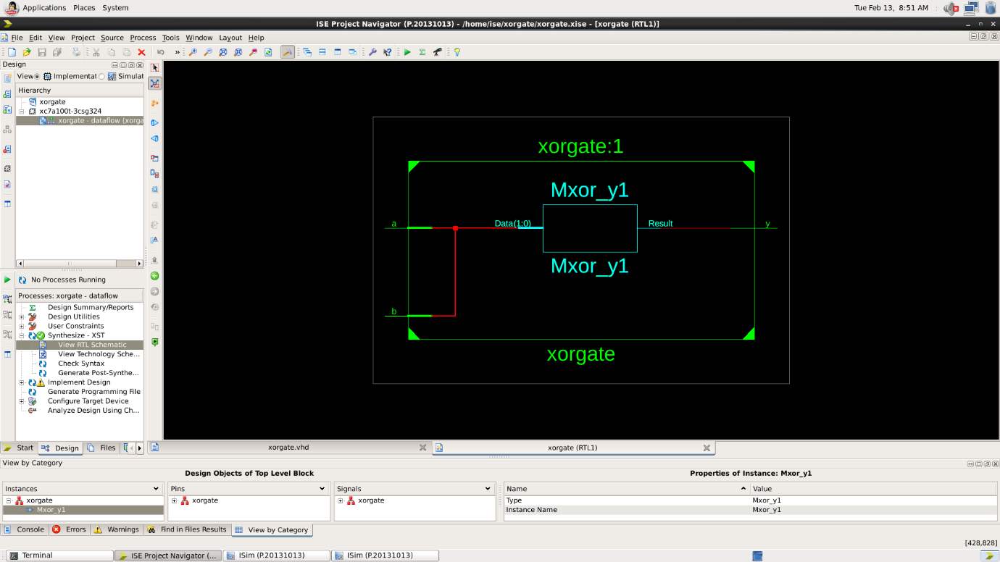 Applications Places System Tue Feb 13, 8:51 AM
ISE Project Navigator (P.20131013) - /home/ise/xorgate/xorgate.xise - [xorgate (RTL1)]
File Edit View Project Source Process Tools Window Layout Help
Design
View: Implementat Simulat
Hierarchy
xorgate
xc7a100t-3csg324
xorgate - dataflow (xorga
No Processes Running
Processes: xorgate - dataflow
Design Summary/Reports
Design Utilities
User Constraints
Synthesize - XST
View RTL Schematic
View Technology Sche...
Check Syntax
Generate Post-Synthe...
Implement Design
Generate Programming File
Configure Target Device
Analyze Design Using Ch...
Start Design Files
xorgate:1
Mxor_y1
a Data(1:0) Result y
Mxor_y1
b
xorgate
xorgate.vhd xorgate (RTL1)
View by Category
Design Objects of Top Level Block Properties of Instance: Mxor_y1
Instances Pins Signals Name Value
xorgate xorgate xorgate Type Mxor_y1
Mxor_y1 Instance Name Mxor_y1
Console Errors Warnings Find in Files Results View by Category
[428,828]
Terminal ISE Project Navigator (... ISim (P.20131013) ISim (P.20131013)